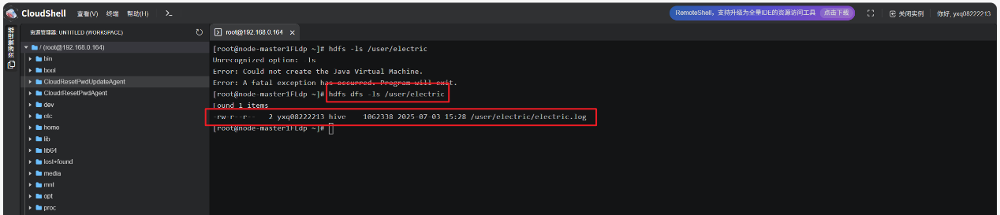 CloudShell 查看(V) 终端 帮助(H) RemoteShell，支持升级为全量IDE的资源访问工具 点击下载 关闭实例 你好, yxq08222213
资源管理器
资源管理器: UNTITLED (WORKSPACE)
root@192.168.0.164
/ (root@192.168.0.164)
bin
boot
CloudResetPwdUpdateAgent
CloudrResetPwdAgent
dev
etc
home
lib
lib64
lost+found
media
mnt
opt
proc
[root@node-master1FLdp ~]# hdfs -ls /user/electric
Unrecognized option: -ls
Error: Could not create the Java Virtual Machine.
Error: A fatal exception has occurred. Program will exit.
[root@node-master1FLdp ~]# hdfs dfs -ls /user/electric
Found 1 items
-rw-r--r-- 2 yxq08222213 hive 1062338 2025-07-03 15:28 /user/electric/electric.log
[root@node-master1FLdp ~]#